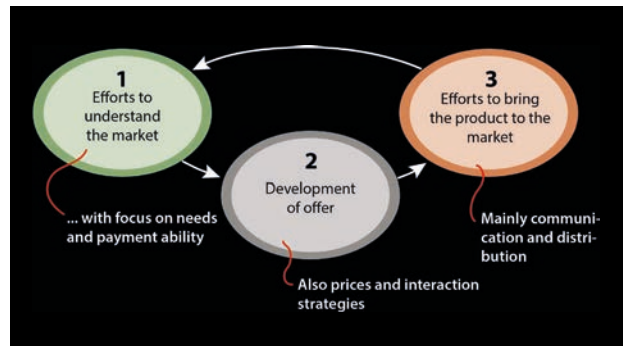 1
Efforts to
understand
the market
... with focus on needs
and payment ability
2
Development
of offer
Also prices and interaction
strategies
3
Efforts to bring
the product to the
market
Mainly communi-
cation and distri-
bution